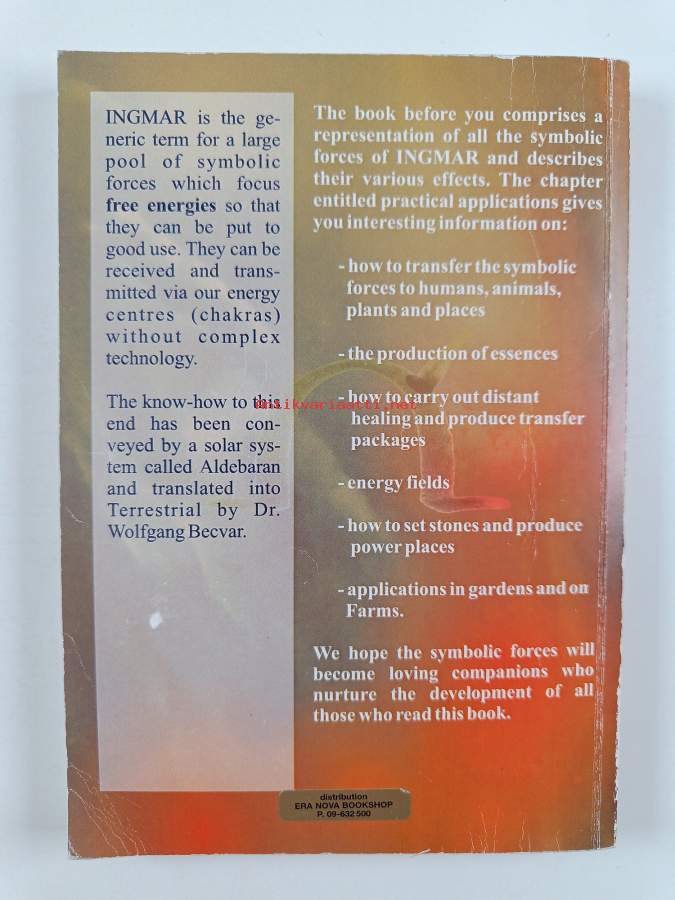 INGMAR is the ge-
neric term for a large
pool of symbolic
forces which focus
free energies so that
they can be put to
good use. They can be
received and trans-
mitted via our energy
centres (chakras)
without complex
technology.
The know-how to this
end has been con-
veyed by a solar sys-
tem called Aldebaran
and translated into
Terrestrial by Dr.
Wolfgang Becvar.
The book before you comprises a
representation of all the symbolic
forces of INGMAR and describes
their various effects. The chapter
entitled practical applications gives
you interesting information on:
- how to transfer the symbolic
forces to humans, animals,
plants and places
- the production of essences
- how to carry out distant
healing and produce transfer
packages
- energy fields
- how to set stones and produce
power places
- applications in gardens and on
Farms.
We hope the symbolic forces will
become loving companions who
nurture the development of all
those who read this book.
distribution
ERA NOVA BOOKSHOP
P. 09-632 500
antikvariaatti.net